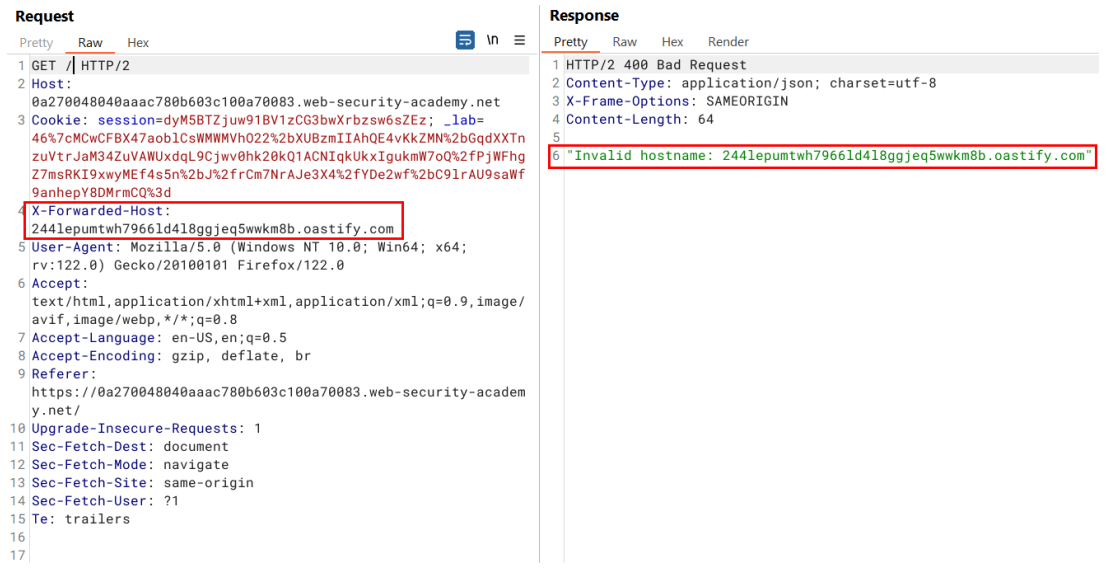 Request
Pretty Raw Hex
\n
1 GET / HTTP/2
2 Host:
0a270048040aaac780b603c100a70083.web-security-academy.net
3 Cookie: session=dyM5BTZjuw91BV1zCG3bwXrbzsw6sZEz; _lab=
46%7cMCwCFBX47aoblCsWMWMVhO22%2bXUBzmIIAhQE4vKkZMN%2bGqdXXTn
zuVtrJaM34ZuVAWUxdqL9Cjwv0hk20kQ1ACNIqkUkxIgukmW7oQ%2fPjWFhg
Z7msRKI9xwyMEf4s5n%2bJ%2frCm7NrAJe3X4%2fYDe2wf%2bC9lrAU9saWf
9anhepY8DMrmCQ%3d
4 X-Forwarded-Host:
244lepumtwh7966ld4l8ggjeq5wwkm8b.oastify.com
5 User-Agent: Mozilla/5.0 (Windows NT 10.0; Win64; x64;
rv:122.0) Gecko/20100101 Firefox/122.0
6 Accept:
text/html,application/xhtml+xml,application/xml;q=0.9,image/
avif,image/webp,*/*;q=0.8
7 Accept-Language: en-US,en;q=0.5
8 Accept-Encoding: gzip, deflate, br
9 Referer:
https://0a270048040aaac780b603c100a70083.web-security-academ
y.net/
10 Upgrade-Insecure-Requests: 1
11 Sec-Fetch-Dest: document
12 Sec-Fetch-Mode: navigate
13 Sec-Fetch-Site: same-origin
14 Sec-Fetch-User: ?1
15 Te: trailers
16
17
Response
Pretty Raw Hex Render
1 HTTP/2 400 Bad Request
2 Content-Type: application/json; charset=utf-8
3 X-Frame-Options: SAMEORIGIN
4 Content-Length: 64
5
6 "Invalid hostname: 244lepumtwh7966ld4l8ggjeq5wwkm8b.oastify.com"